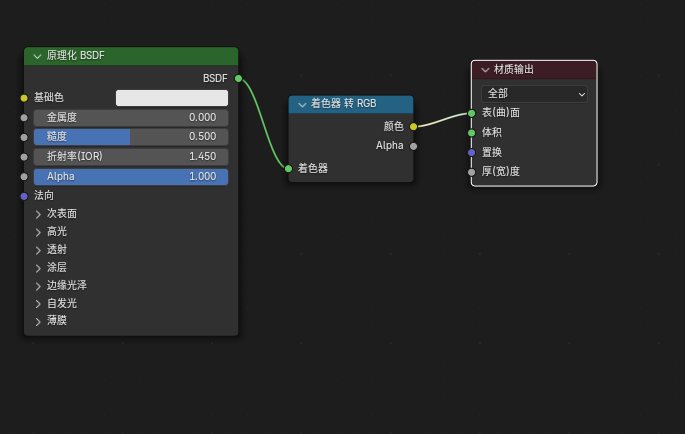 原理化 BSDF
BSDF
基础色
金属度 0.000
糙度 0.500
折射率(IOR) 1.450
Alpha 1.000
法向
次表面
高光
透射
涂层
边缘光泽
自发光
薄膜
着色器 转 RGB
颜色
Alpha
着色器
材质输出
全部
表(曲)面
体积
置换
厚(宽)度